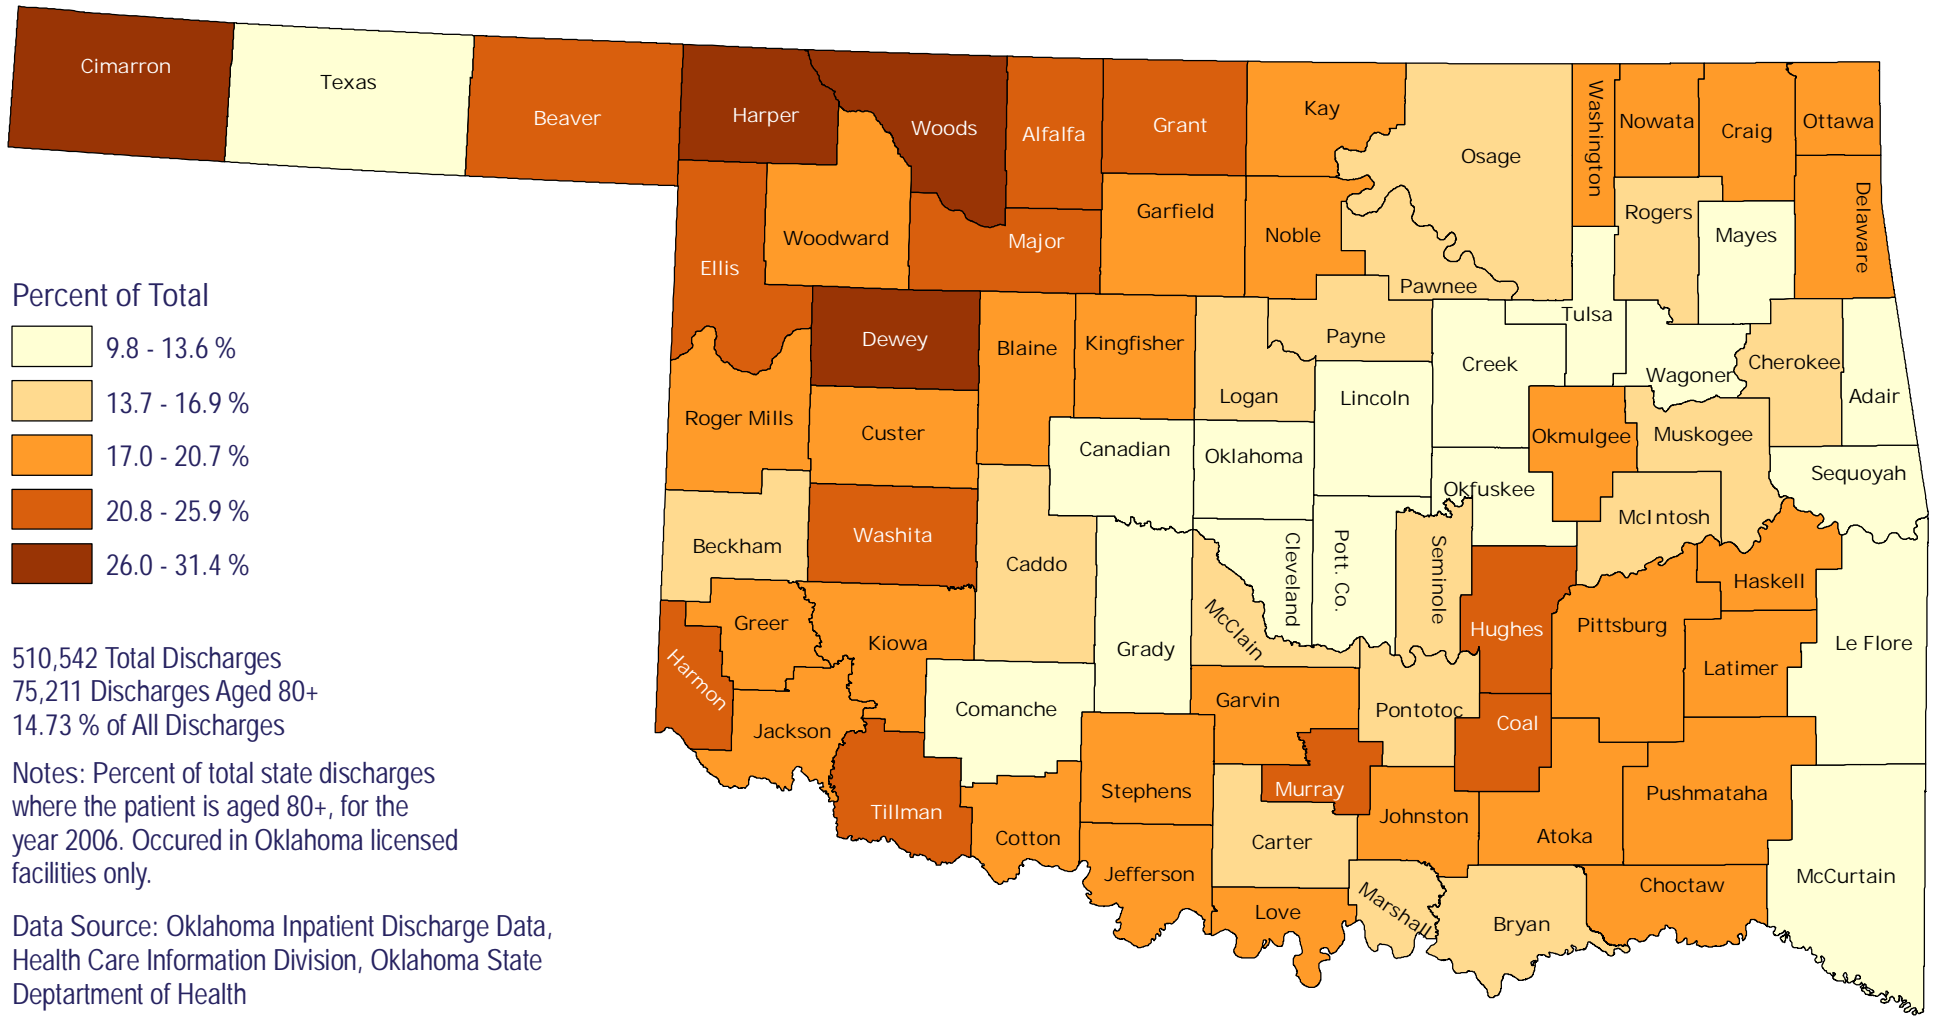 Cimarron
Texas
Beaver
Harper
Woods
Alfalfa
Grant
Kay
Osage
Washington
Nowata
Craig
Ottawa
Delaware
Rogers
Mayes
Ellis
Woodward
Major
Garfield
Noble
Pawnee
Tulsa
Percent of Total
9.8 - 13.6 %
13.7 - 16.9 %
17.0 - 20.7 %
20.8 - 25.9 %
26.0 - 31.4 %
Dewey
Blaine
Kingfisher
Logan
Payne
Creek
Wagoner
Cherokee
Adair
Roger Mills
Custer
Canadian
Oklahoma
Lincoln
Okmulgee
Muskogee
Sequoyah
Okfuskee
McIntosh
Beckham
Washita
Caddo
Grady
Cleveland
Pott. Co.
Seminole
McClain
Hughes
Pittsburg
Haskell
Latimer
Le Flore
Greer
Kiowa
Harmon
Jackson
Comanche
Garvin
Pontotoc
Coal
Tillman
Cotton
Stephens
Murray
Johnston
Atoka
Pushmataha
Carter
Jefferson
Love
Marshall
Bryan
Choctaw
McCurtain
510,542 Total Discharges
75,211 Discharges Aged 80+
14.73 % of All Discharges
Notes: Percent of total state discharges
where the patient is aged 80+, for the
year 2006. Occured in Oklahoma licensed
facilities only.
Data Source: Oklahoma Inpatient Discharge Data,
Health Care Information Division, Oklahoma State
Deptartment of Health